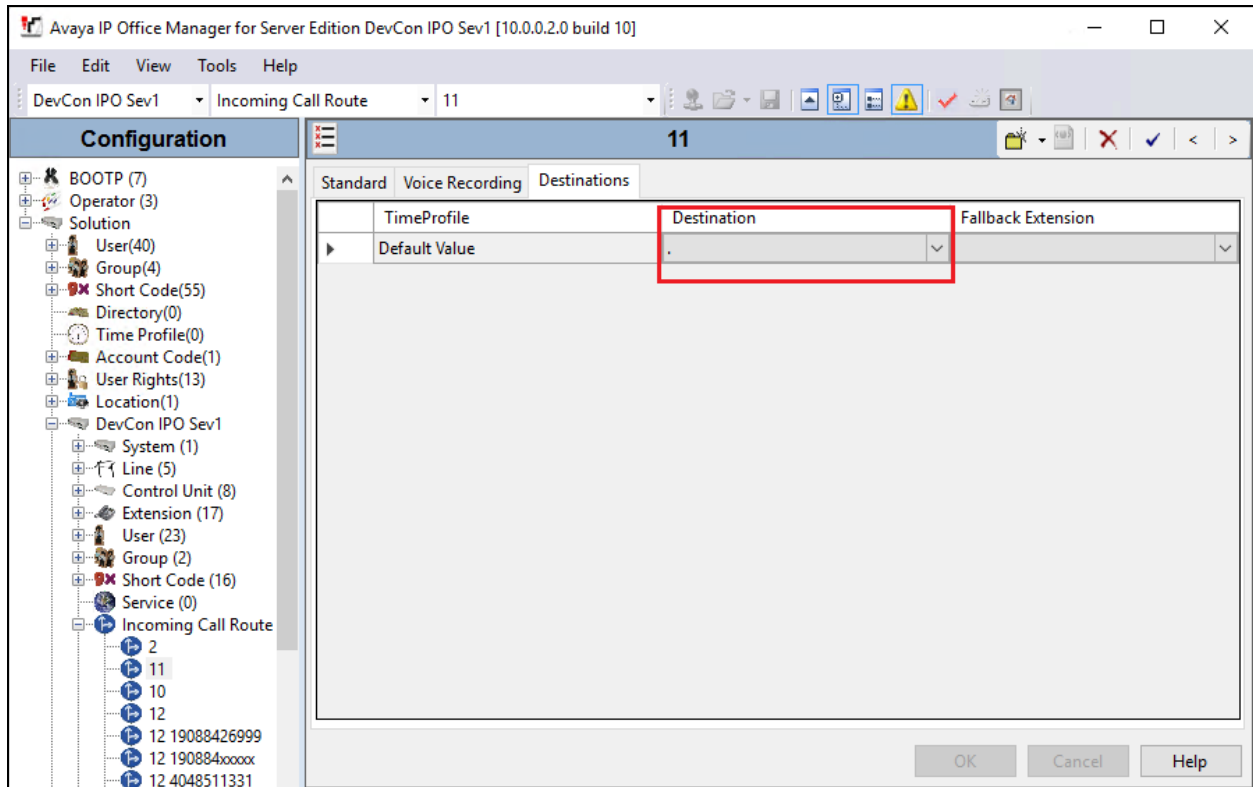 Avaya IP Office Manager for Server Edition DevCon IPO Sev1 [10.0.0.2.0 build 10]
File Edit View Tools Help
DevCon IPO Sev1 Incoming Call Route 11
Configuration
11
BOOTP (7)
Operator (3)
Solution
User(40)
Group(4)
Short Code(55)
Directory(0)
Time Profile(0)
Account Code(1)
User Rights(13)
Location(1)
DevCon IPO Sev1
System (1)
Line (5)
Control Unit (8)
Extension (17)
User (23)
Group (2)
Short Code (16)
Service (0)
Incoming Call Route
2
11
10
12
12 19088426999
12 190884xxxxx
12 4048511331
Standard Voice Recording Destinations
TimeProfile Destination Fallback Extension
Default Value .
OK Cancel Help